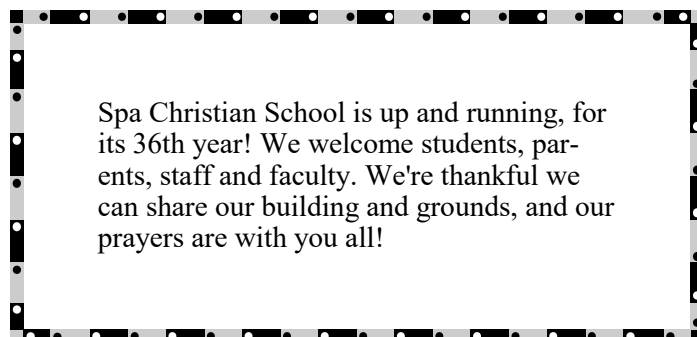 Spa Christian School is up and running, for
its 36th year! We welcome students, par-
ents, staff and faculty. We're thankful we
can share our building and grounds, and our
prayers are with you all!